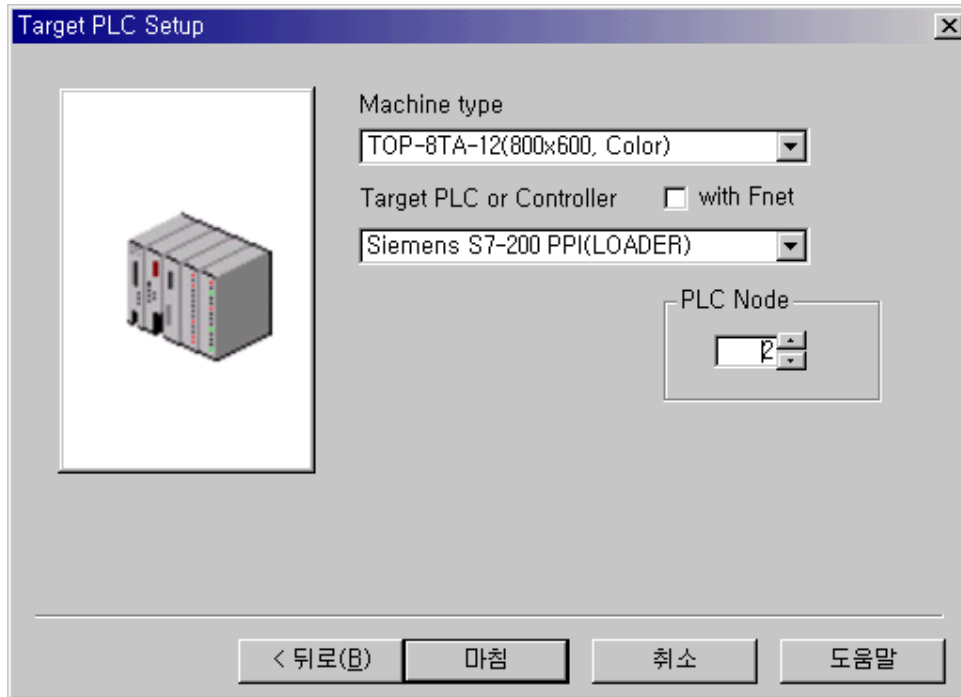 Target PLC Setup
Machine type
TOP-8TA-12(800x600, Color)
Target PLC or Controller with Fnet
Siemens S7-200 PPI(LOADER)
PLC Node
2
< 뒤로(B) 마침 취소 도움말